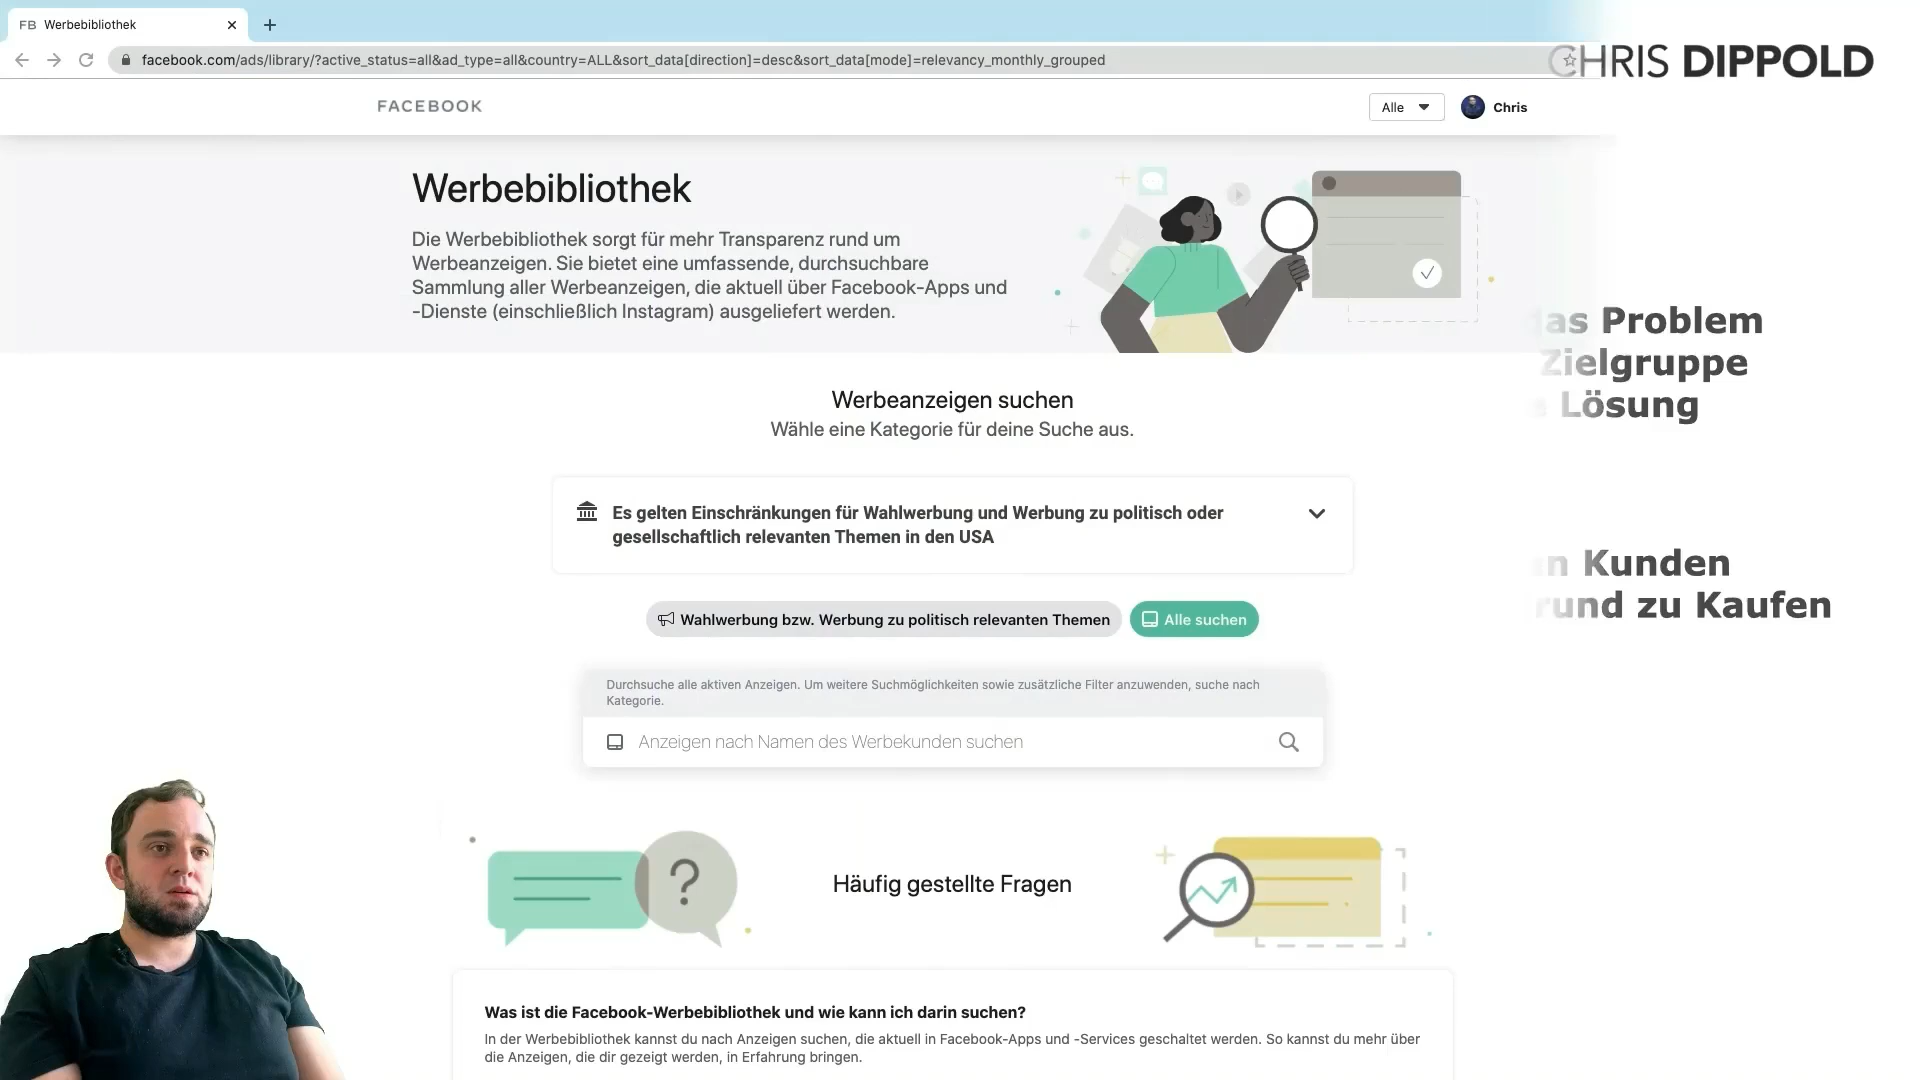 FB Werbebibliothek
facebook.com/ads/library/?active_status=all&ad_type=all&country=ALL&sort_data[direction]=desc&sort_data[mode]=relevancy_monthly_grouped
CHRIS DIPPOLD
FACEBOOK
Alle
Chris
Werbebibliothek
Die Werbebibliothek sorgt für mehr Transparenz rund um
Werbeanzeigen. Sie bietet eine umfassende, durchsuchbare
Sammlung aller Werbeanzeigen, die aktuell über Facebook-Apps und
-Dienste (einschließlich Instagram) ausgeliefert werden.
das Problem
Zielgruppe
Lösung
Werbeanzeigen suchen
Wähle eine Kategorie für deine Suche aus.
Es gelten Einschränkungen für Wahlwerbung und Werbung zu politisch oder
gesellschaftlich relevanten Themen in den USA
Kunden
zu Kaufen
Wahlwerbung bzw. Werbung zu politisch relevanten Themen
Alle suchen
Durchsuche alle aktiven Anzeigen. Um weitere Suchmöglichkeiten sowie zusätzliche Filter anzuwenden, suche nach
Kategorie.
Anzeigen nach Namen des Werbekunden suchen
?
Häufig gestellte Fragen
Was ist die Facebook-Werbebibliothek und wie kann ich darin suchen?
In der Werbebibliothek kannst du nach Anzeigen suchen, die aktuell in Facebook-Apps und -Services geschaltet werden. So kannst du mehr über
die Anzeigen, die dir gezeigt werden, in Erfahrung bringen.